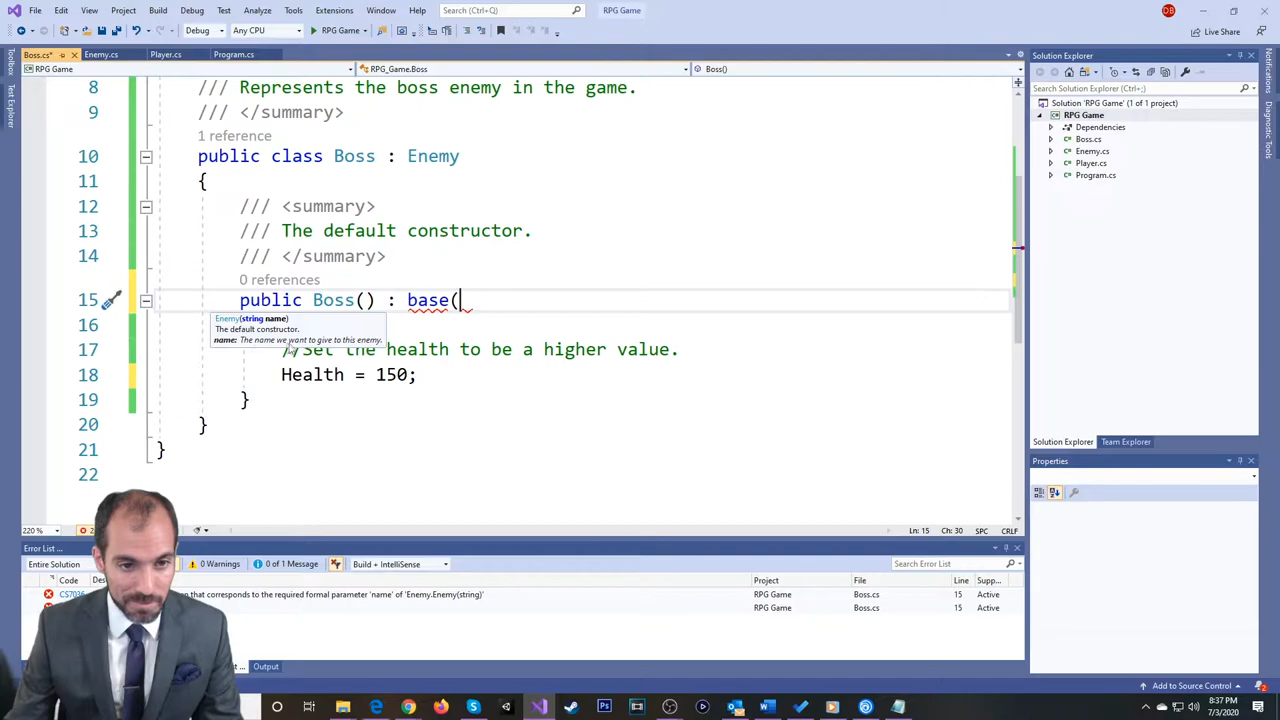 File Edit View Project Build Debug Test Analyze Tools Extensions Window Help Search (Ctrl+Q) RPG Game DB
Debug Any CPU RPG Game Live Share
Boss.cs* Enemy.cs Player.cs Program.cs
RPG Game RPG_Game.Boss Boss()
Toolbox
Test Explorer
8 /// Represents the boss enemy in the game.
9 /// </summary>
1 reference
10 public class Boss : Enemy
11 {
12 /// <summary>
13 /// The default constructor.
14 /// </summary>
0 references
15 public Boss() : base(
Enemy(string name)
The default constructor.
name: The name we want to give to this enemy.
16
17 //Set the health to be a higher value.
18 Health = 150;
19 }
20 }
21 }
22
220 % Ln: 15 Ch: 30 SPC CRLF
Error List ...
Entire Solution 0 Warnings 0 of 1 Message Build + IntelliSense Search Error List
Code Project File Line Supp...
CS7036 that corresponds to the required formal parameter 'name' of 'Enemy.Enemy(string)' RPG Game Boss.cs 15 Active
RPG Game Boss.cs 15 Active
Output
Solution Explorer
Search Solution Explorer (Ctrl+;)
Solution 'RPG Game' (1 of 1 project)
RPG Game
Dependencies
Boss.cs
Enemy.cs
Player.cs
Program.cs
Solution Explorer Team Explorer
Properties
Notifications
Diagnostic Tools
Add to Source Control 2
8:37 PM
7/3/2020